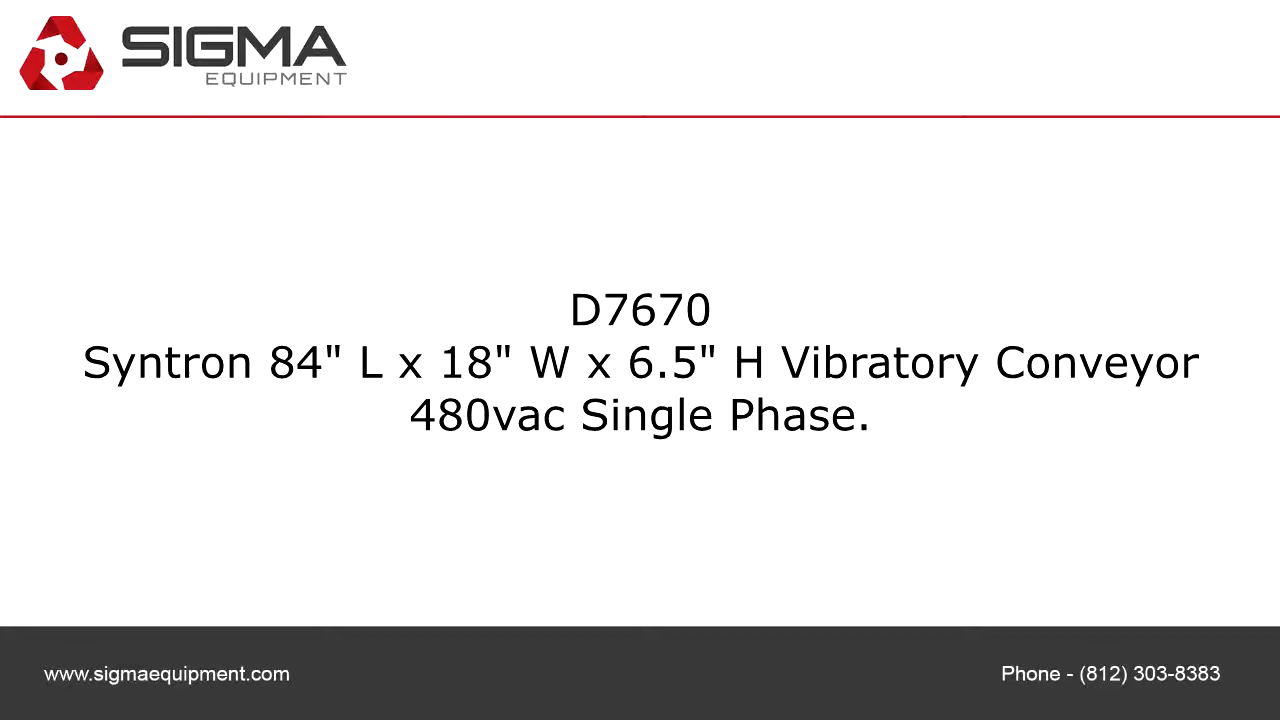 SIGMA
EQUIPMENT
D7670
Syntron 84" L x 18" W x 6.5" H Vibratory Conveyor
480vac Single Phase.
www.sigmaequipment.com
Phone - (812) 303-8383